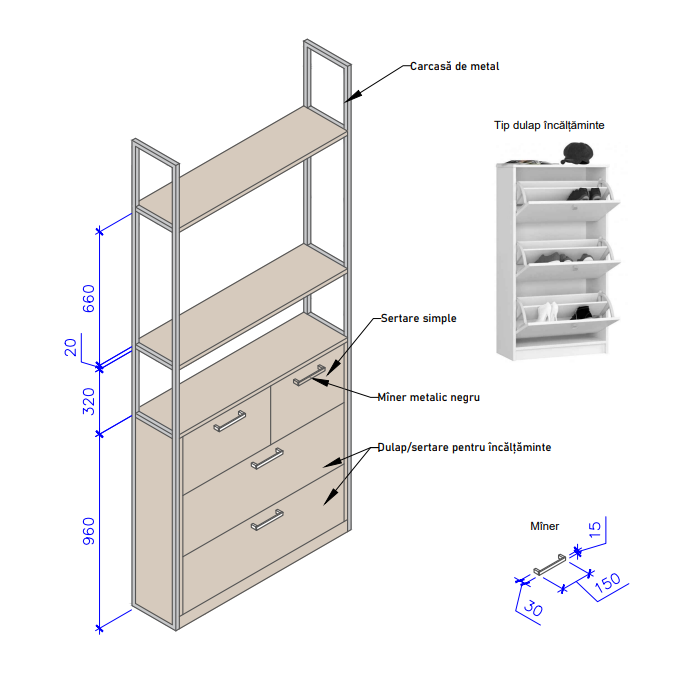 Carcasă de metal
Tip dulap încălțăminte
660
Sertare simple
20
320
Mîner metalic negru
Dulap/sertare pentru încălțăminte
960
Mîner
15
150
30